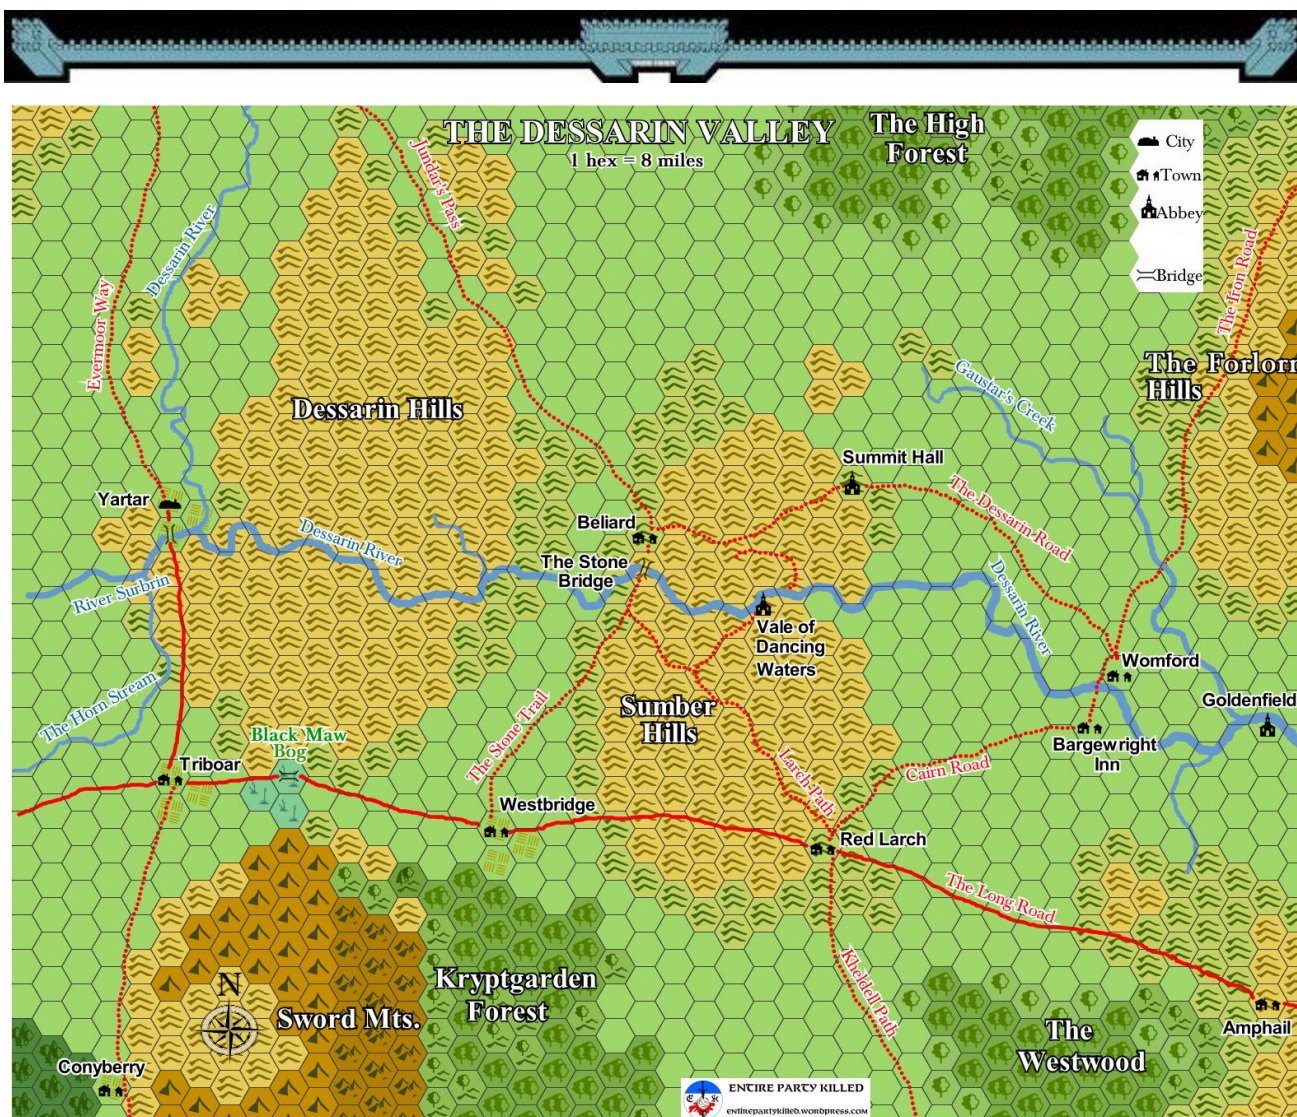 THE DESSARIN VALLEY
1 hex = 8 miles
The High
Forest
City
Town
Abbey
Bridge
Jundar's Pass
Dessarin River
Evermoor Way
The Iron Road
The Forlorn
Hills
Gaustar's Creek
Dessarin Hills
Summit Hall
The Dessarin Road
Yartar
Beliard
Dessarin River
The Stone
Bridge
River Surbrin
Dessarin River
Vale of
Dancing
Waters
Womford
The Horn Stream
Goldenfield
Sumber
Hills
The Stone Trail
Black Maw
Bog
Bargewright
Inn
Triboar
Cairn Road
Larch Path
Westbridge
Red Larch
The Long Road
Kheldell Path
Kryptgarden
Forest
N
Sword Mts.
Amphail
The
Westwood
Conyberry
E K
ENTIRE PARTY KILLED
entirepartykilled.wordpress.com